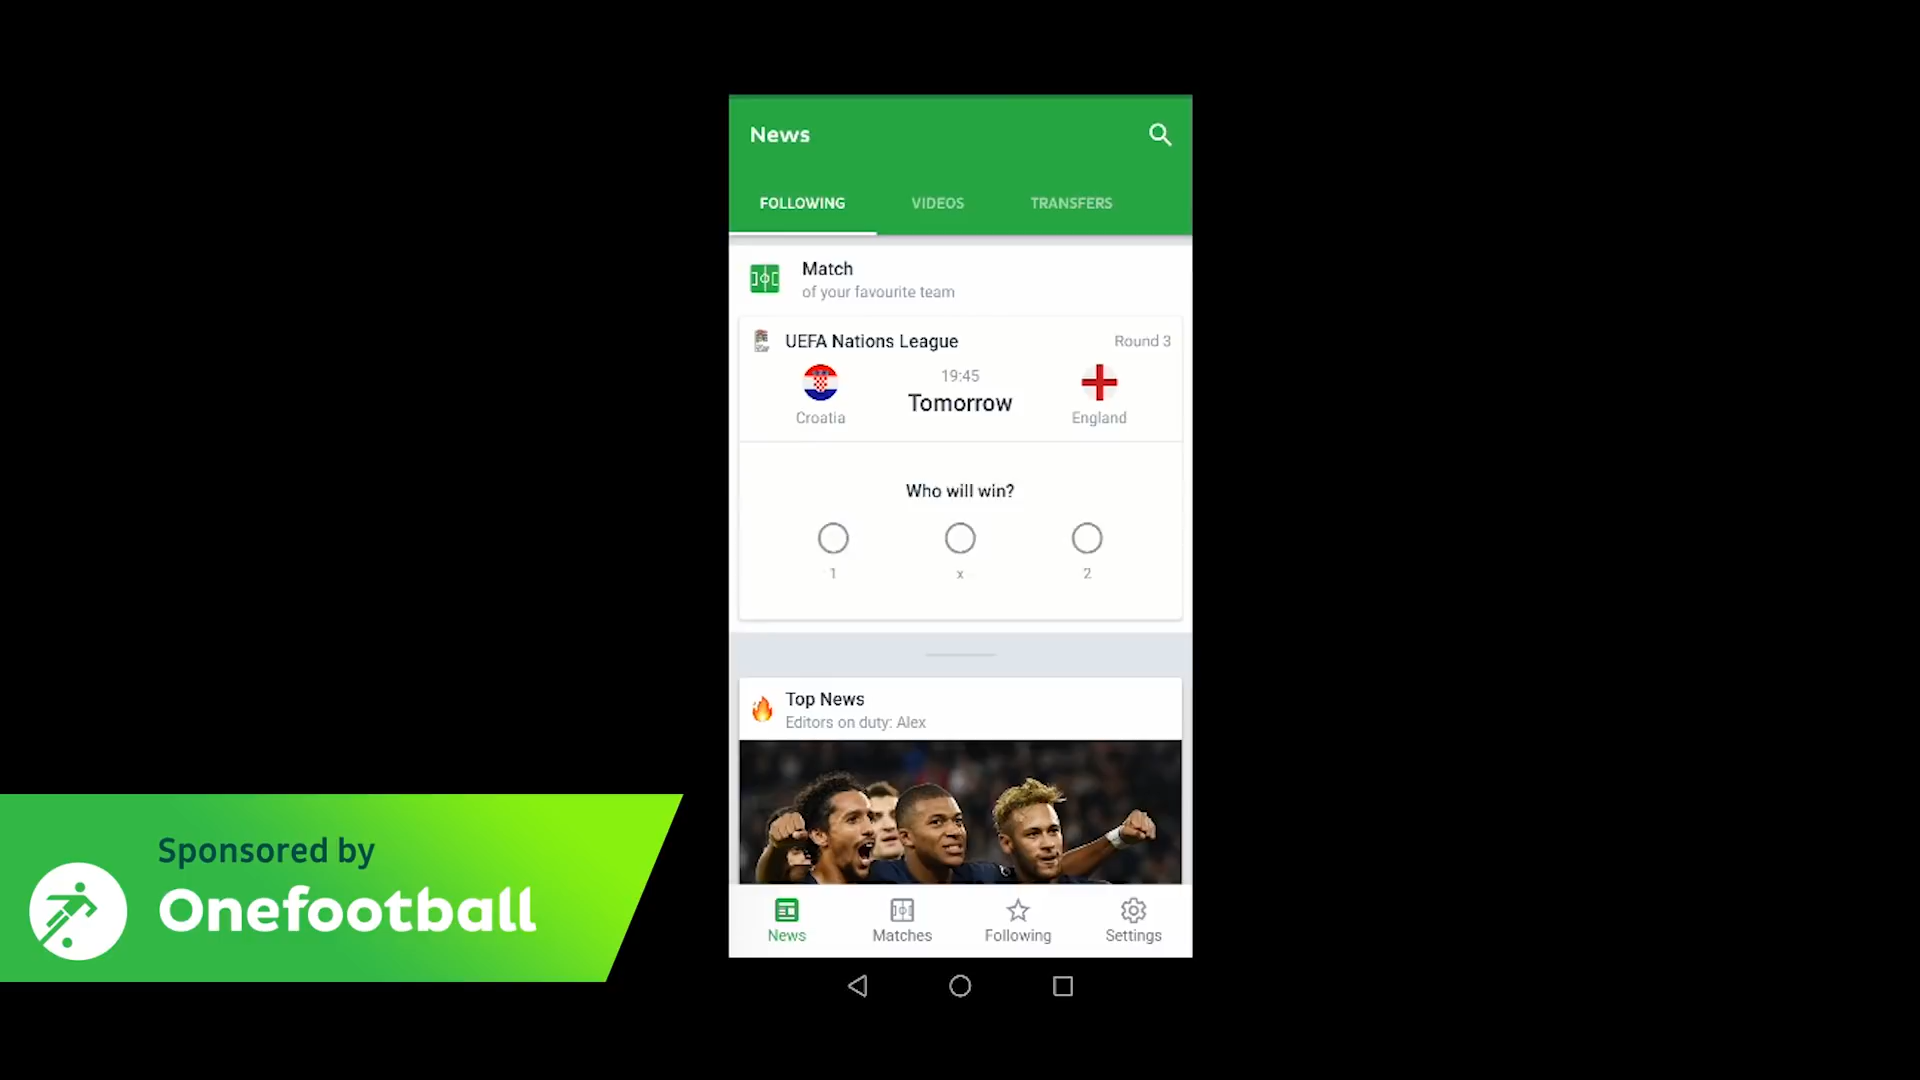 News
FOLLOWING VIDEOS TRANSFERS
Match
of your favourite team
UEFA Nations League Round 3
19:45
Tomorrow
Croatia England
Who will win?
1 x 2
Top News
Editors on duty: Alex
News Matches Following Settings
Sponsored by
Onefootball